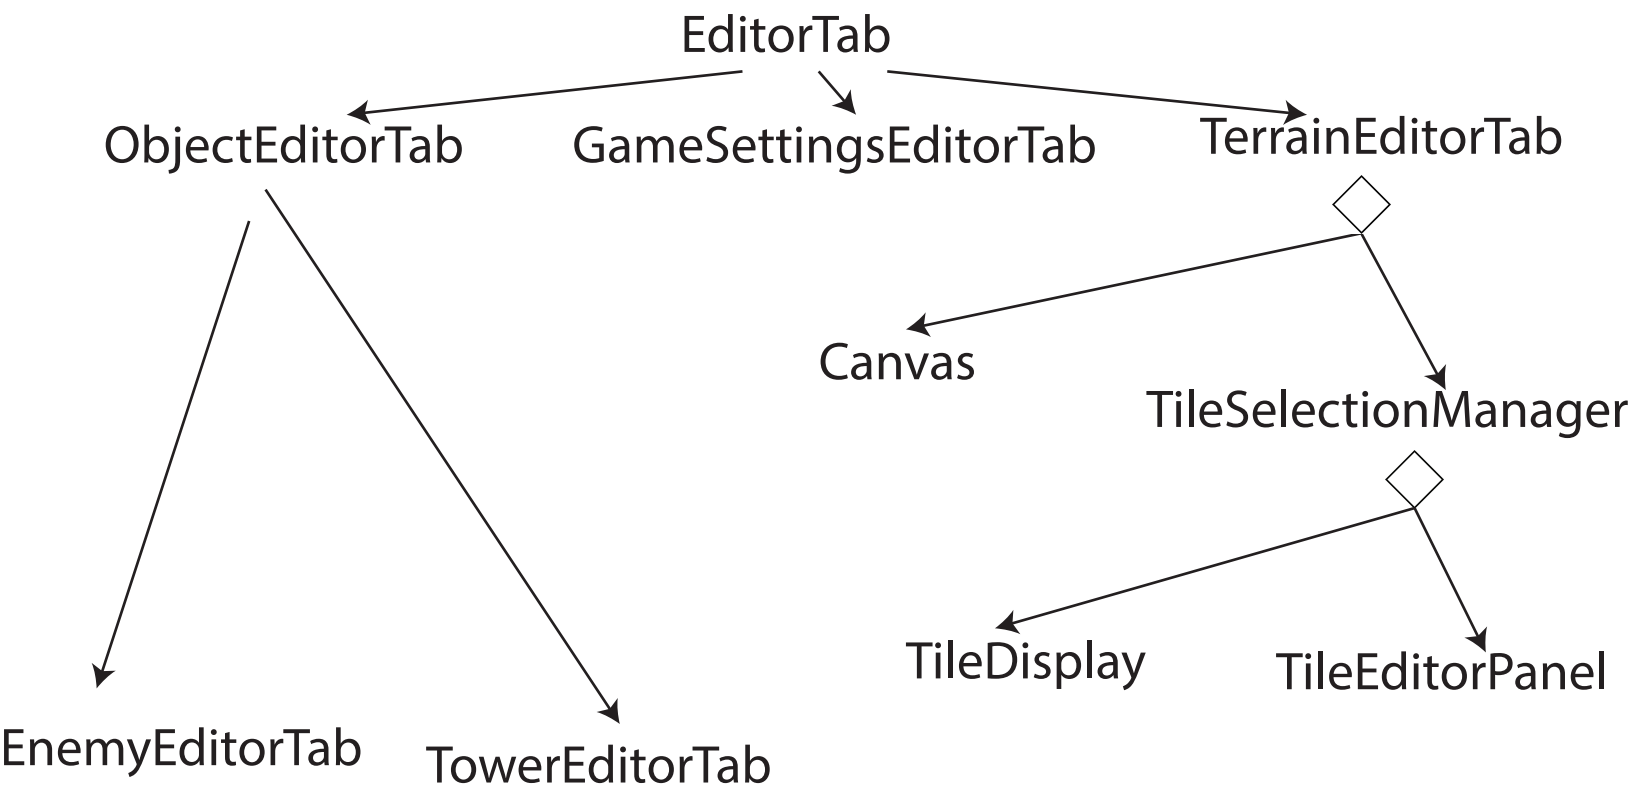 EditorTab
ObjectEditorTab
GameSettingsEditorTab
TerrainEditorTab
Canvas
TileSelectionManager
TileDisplay
TileEditorPanel
EnemyEditorTab
TowerEditorTab